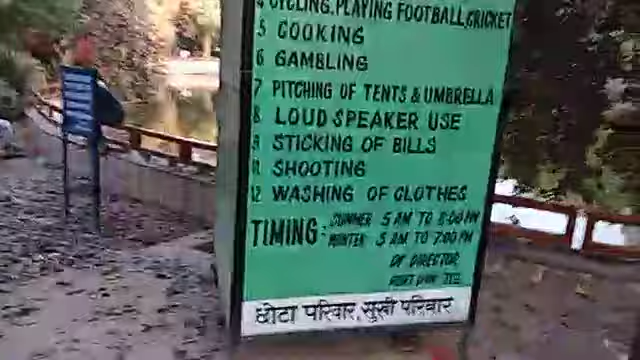 4 CYCLING, PLAYING FOOTBALL, CRICKET
5 COOKING
6 GAMBLING
7 PITCHING OF TENTS & UMBRELLA
8 LOUD SPEAKER USE
9 STICKING OF BILLS
11 SHOOTING
12 WASHING OF CLOTHES
TIMING: SUMMER 5 AM TO 8:00 PM
WINTER 5 AM TO 7:00 PM
DY DIRECTOR
छोटा परिवार, सुखी परिवार